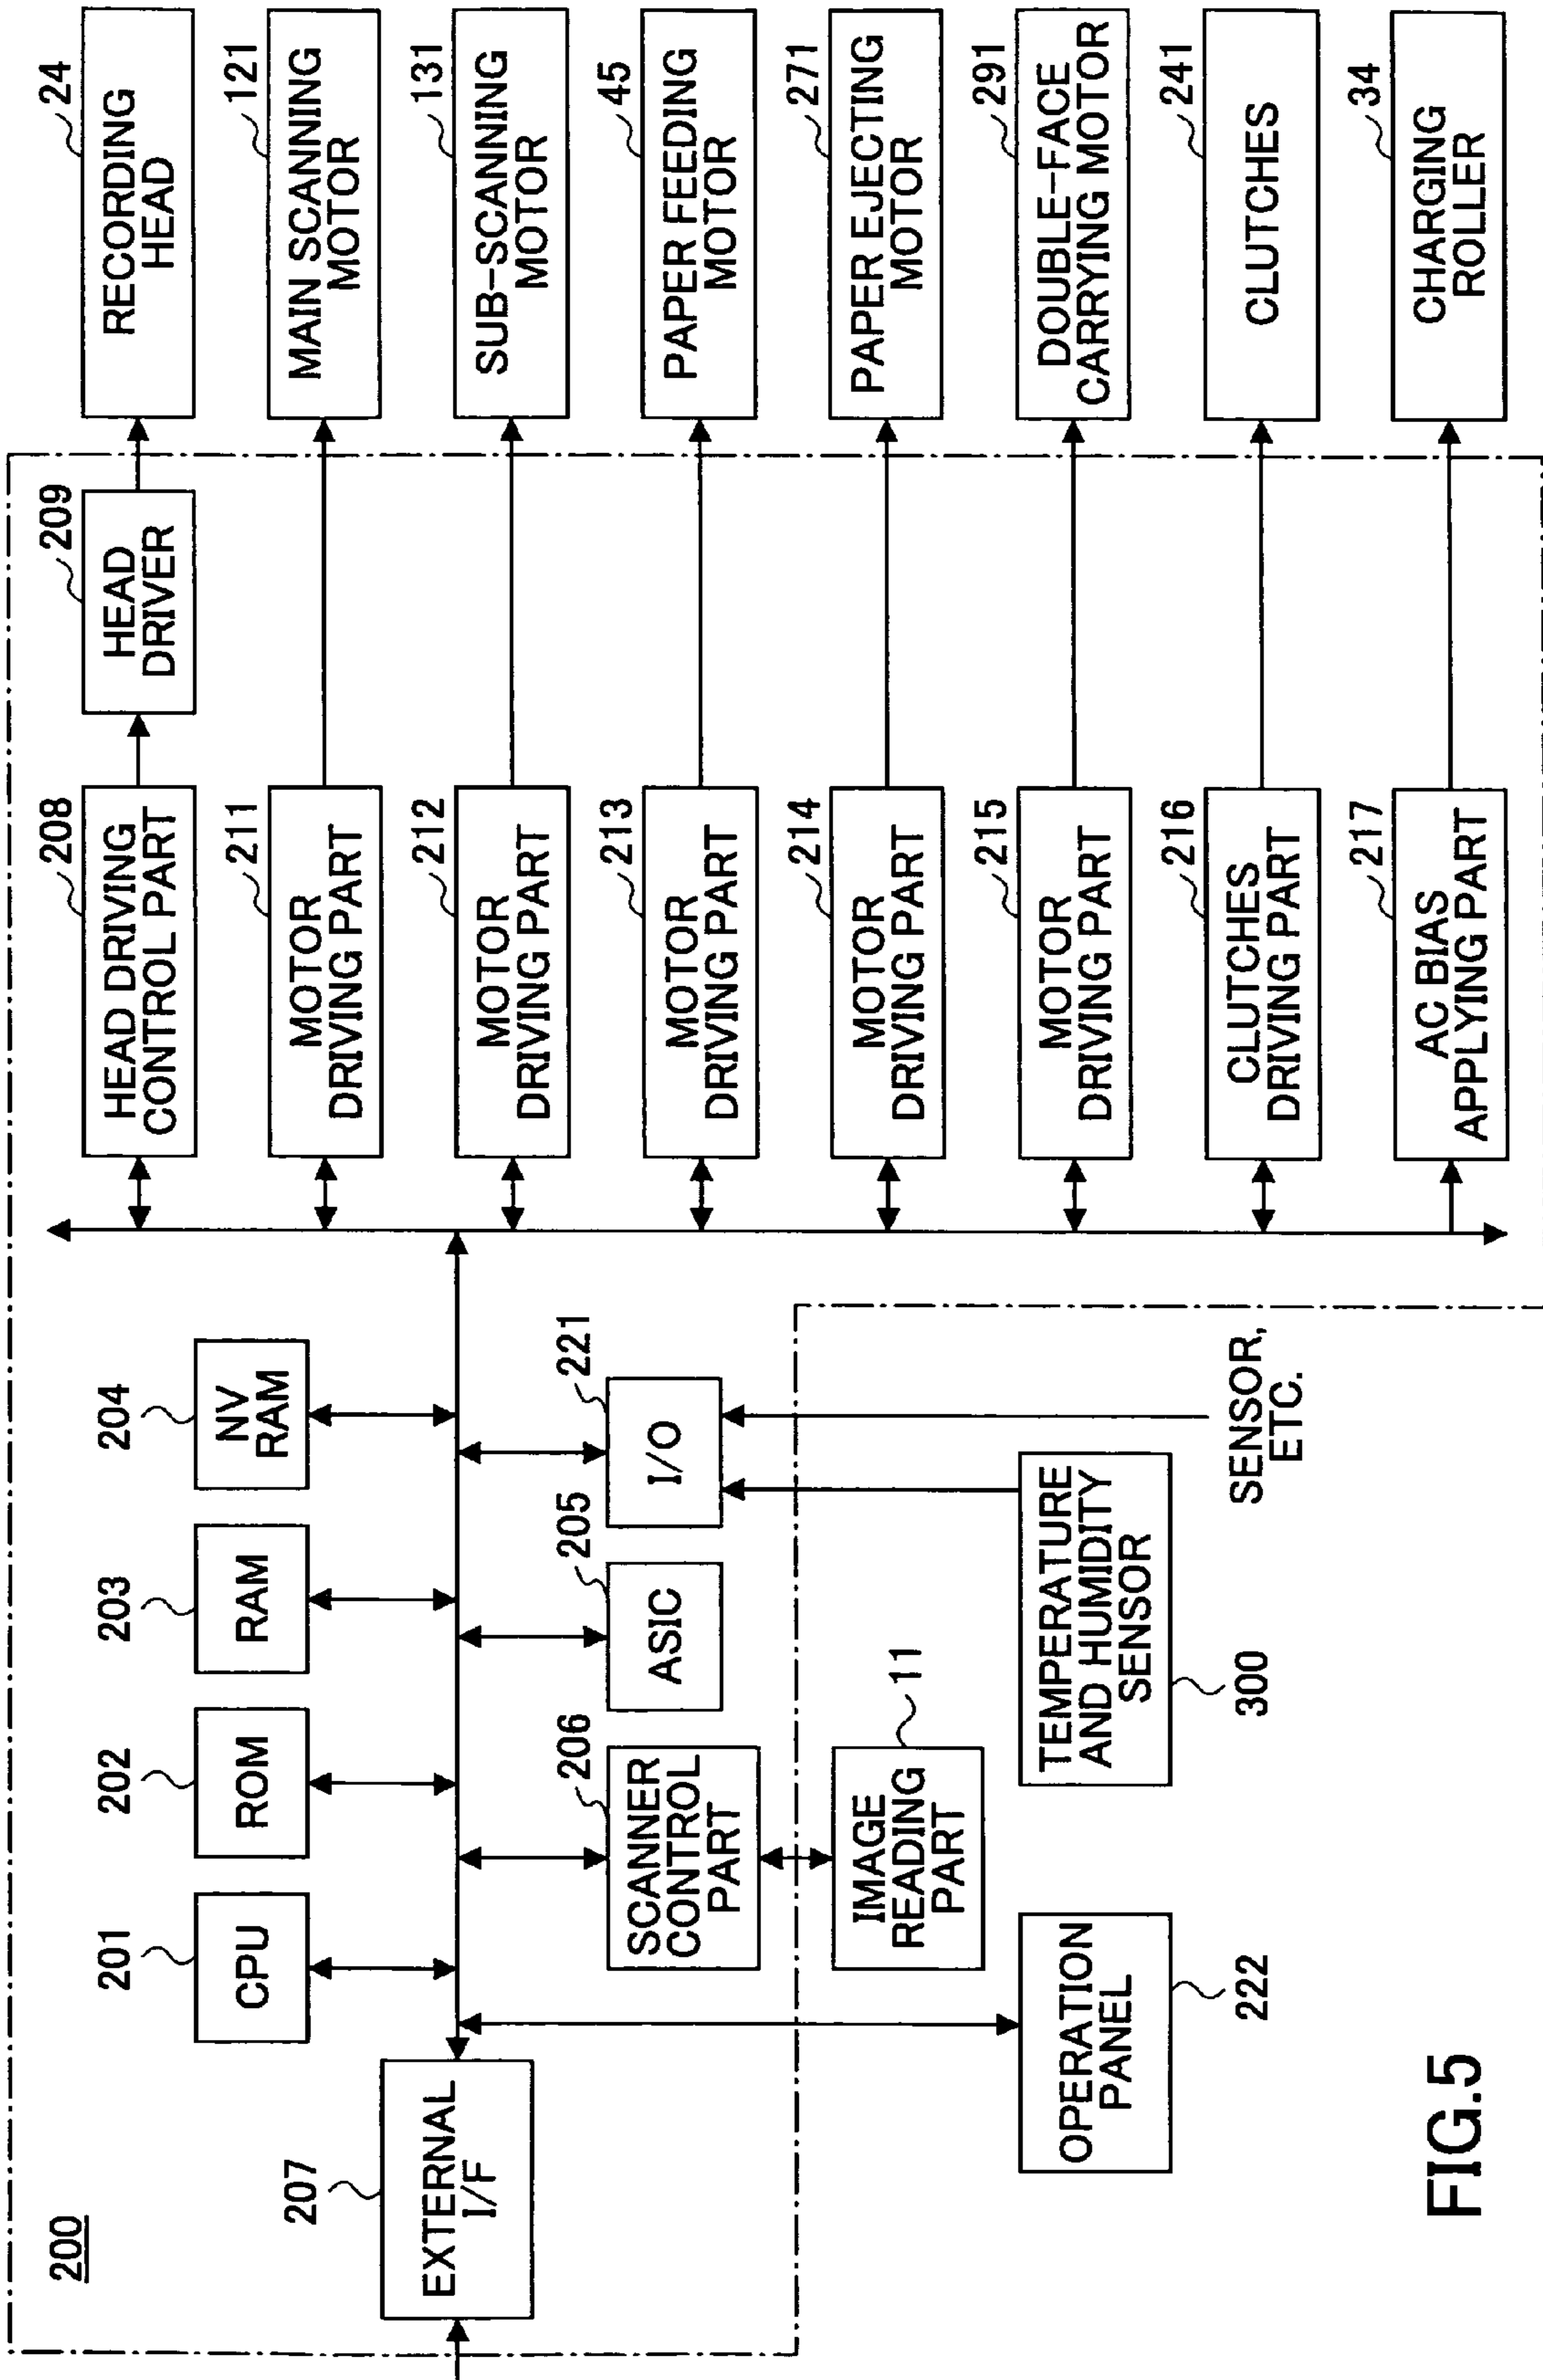 200
207
EXTERNAL
I/F
201
CPU
202
ROM
203
RAM
204
NV
RAM
206
SCANNER
CONTROL
PART
205
ASIC
221
I/O
11
IMAGE
READING
PART
222
OPERATION
PANEL
300
TEMPERATURE
AND HUMIDITY
SENSOR
SENSOR,
ETC.
208
HEAD DRIVING
CONTROL PART
209
HEAD
DRIVER
24
RECORDING
HEAD
211
MOTOR
DRIVING PART
121
MAIN SCANNING
MOTOR
212
MOTOR
DRIVING PART
131
SUB-SCANNING
MOTOR
213
MOTOR
DRIVING PART
45
PAPER FEEDING
MOTOR
214
MOTOR
DRIVING PART
271
PAPER EJECTING
MOTOR
215
MOTOR
DRIVING PART
291
DOUBLE-FACE
CARRYING MOTOR
216
CLUTCHES
DRIVING PART
241
CLUTCHES
217
AC BIAS
APPLYING PART
34
CHARGING
ROLLER
FIG.5